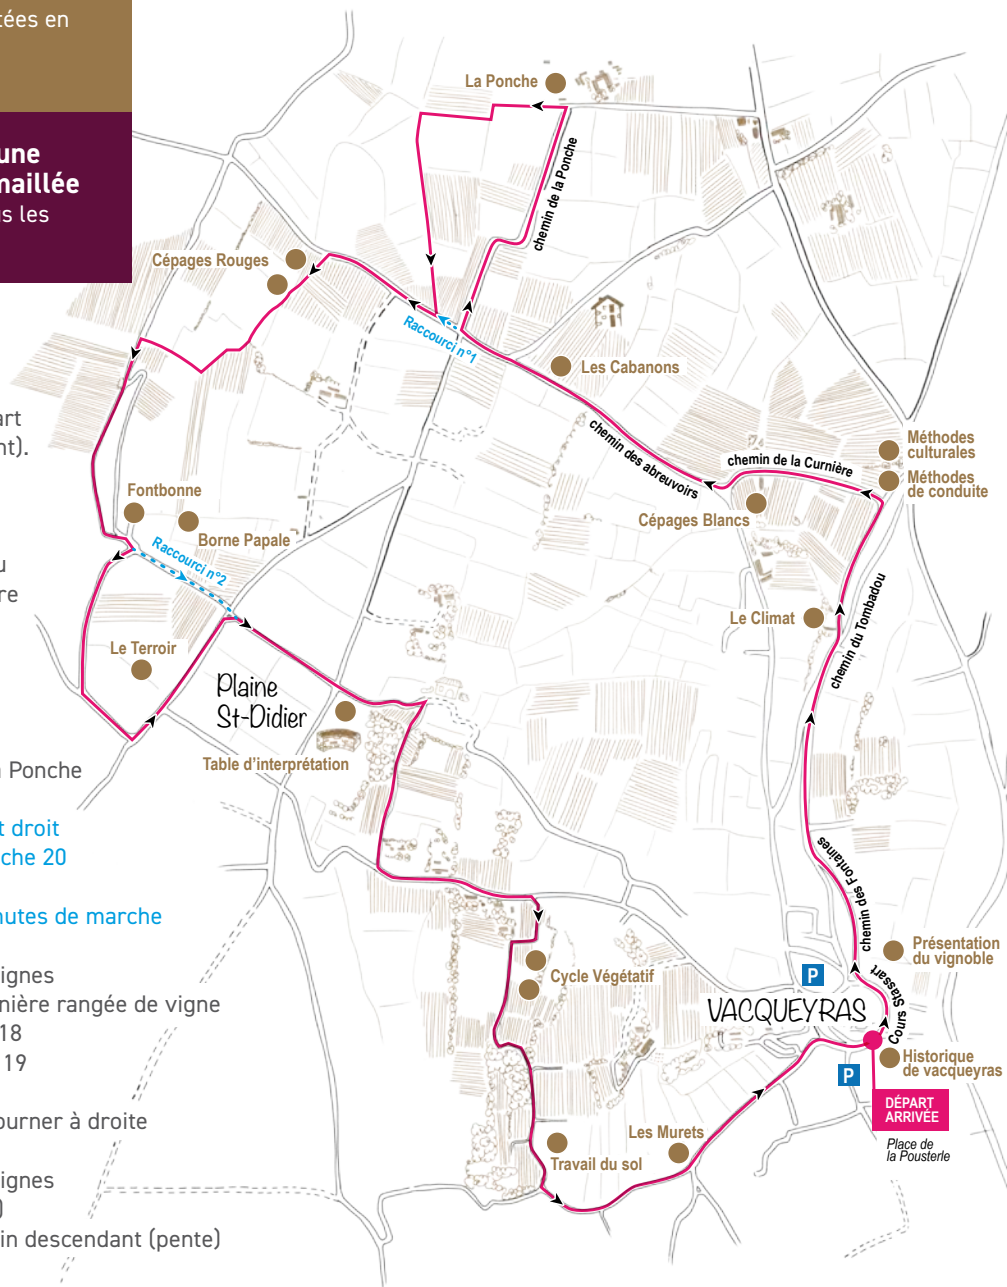 tées en
une
naillée
s les
art
nt).
u
re
a Ponche
t droit
che 20
nutes de marche
ignes
nière rangée de vigne
18
19
ourner à droite
ignes
)
in descendant (pente)
La Ponche
chemin de la Ponche
Cépages Rouges
Raccourci n°1
Les Cabanons
chemin des abreuvoirs
chemin de la Curnière
Méthodes
culturales
Méthodes
de conduite
Cépages Blancs
Fontbonne
Borne Papale
Raccourci n°2
Le Climat
chemin du Tombadou
Le Terroir
Plaine
St-Didier
Table d'interprétation
chemin des Fontaines
Présentation
du vignoble
Cycle Végétatif
P
VACQUEYRAS
Cours Stassart
Historique
de vacqueyras
P
DÉPART
ARRIVÉE
Place de
la Pousterle
Les Murets
Travail du sol